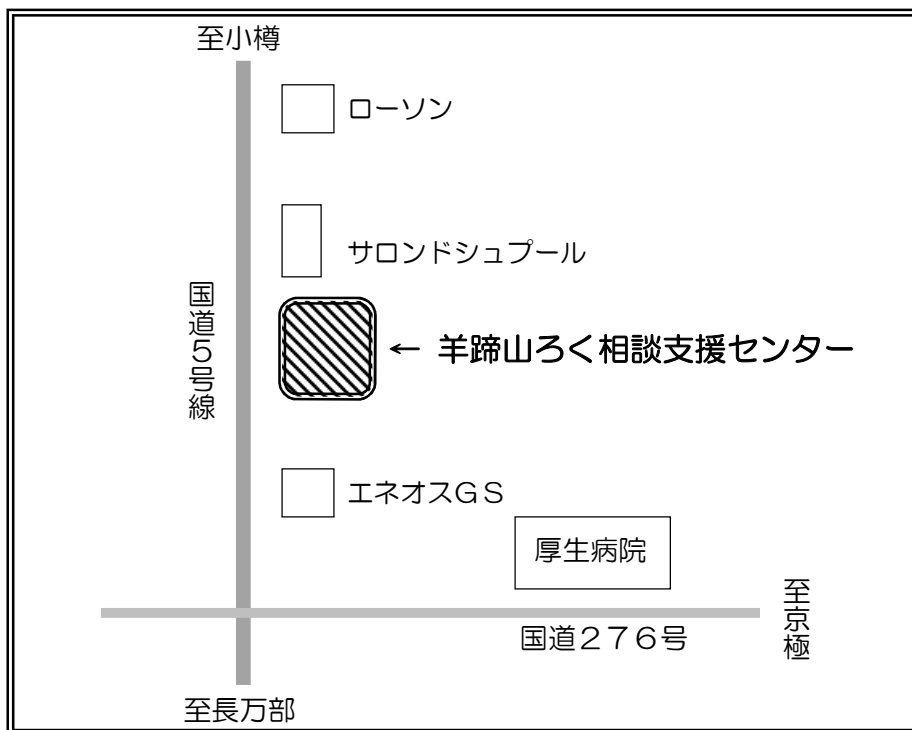 至小樽
ローソン
サロンドシュプール
国道５号線
← 羊蹄山ろく相談支援センター
エネオスＧＳ
厚生病院
至京極
国道２７６号
至長万部